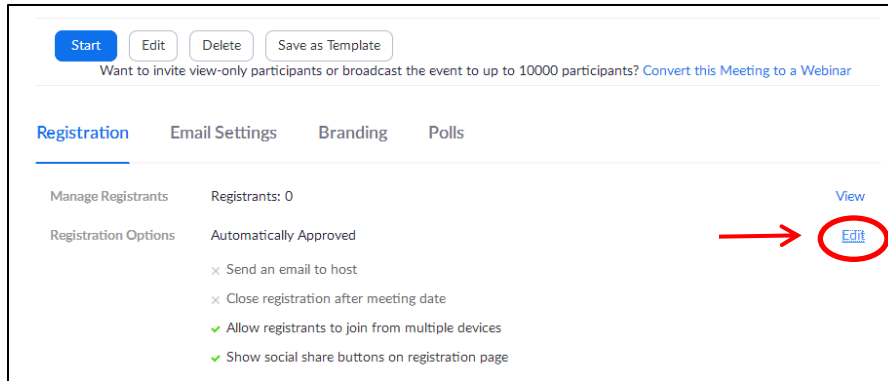 Start Edit Delete Save as Template
Want to invite view-only participants or broadcast the event to up to 10000 participants? Convert this Meeting to a Webinar
Registration Email Settings Branding Polls
Manage Registrants Registrants: 0 View
Registration Options Automatically Approved Edit
Send an email to host
Close registration after meeting date
Allow registrants to join from multiple devices
Show social share buttons on registration page